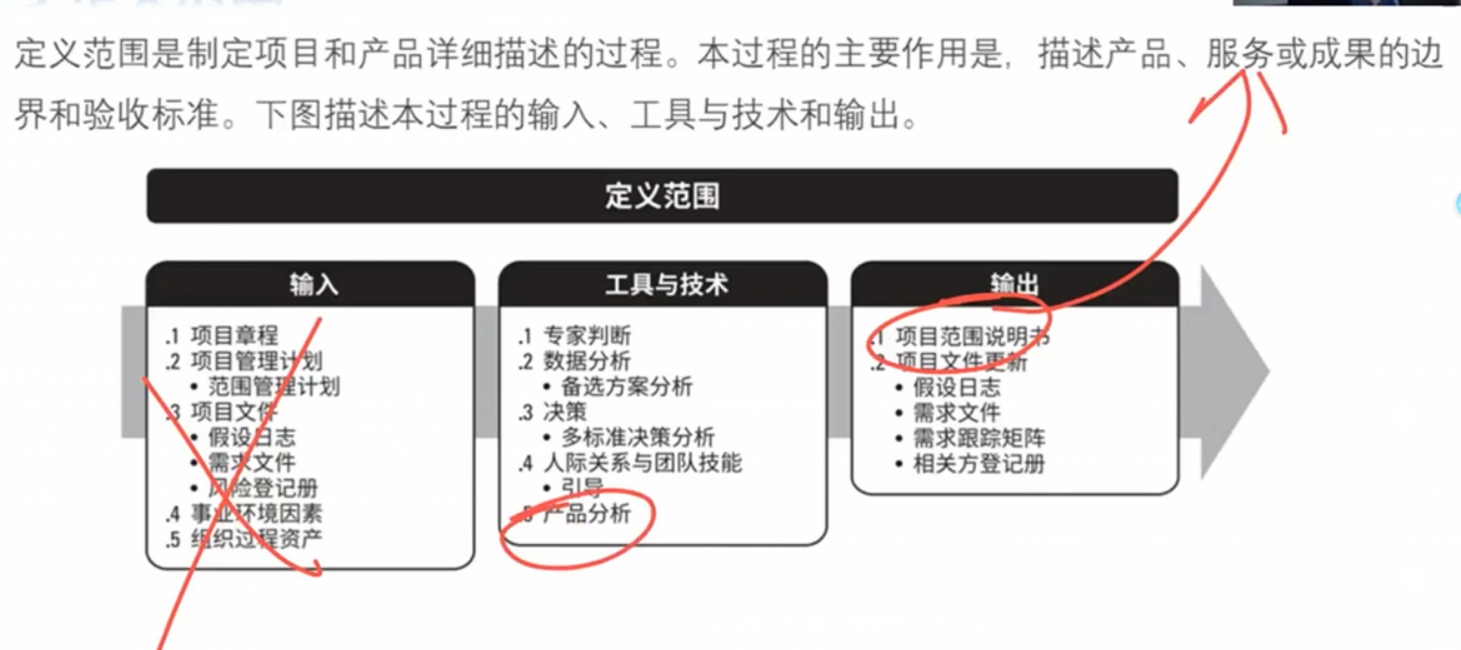 定义范围是制定项目和产品详细描述的过程。本过程的主要作用是，描述产品、服务或成果的边
界和验收标准。下图描述本过程的输入、工具与技术和输出。
定义范围
输入
.1 项目章程
.2 项目管理计划
• 范围管理计划
.3 项目文件
• 假设日志
• 需求文件
• 风险登记册
.4 事业环境因素
.5 组织过程资产
工具与技术
.1 专家判断
.2 数据分析
• 备选方案分析
.3 决策
• 多标准决策分析
.4 人际关系与团队技能
• 引导
.5 产品分析
输出
.1 项目范围说明书
.2 项目文件更新
• 假设日志
• 需求文件
• 需求跟踪矩阵
• 相关方登记册